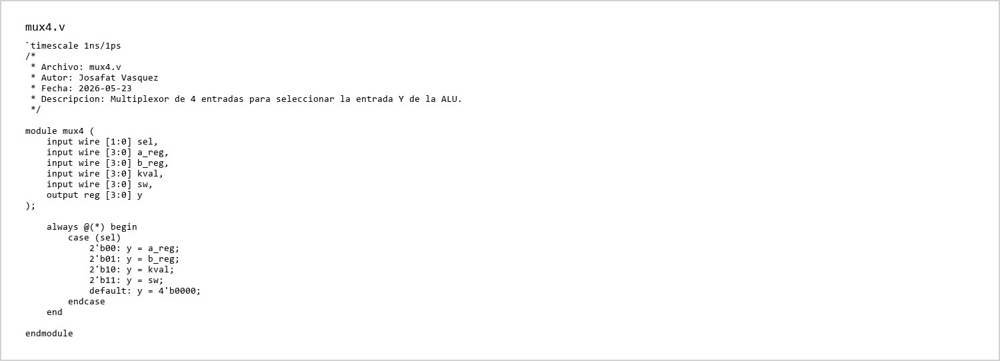 mux4.v
`timescale 1ns/1ps
/*
 * Archivo: mux4.v
 * Autor: Josafat Vasquez
 * Fecha: 2026-05-23
 * Descripcion: Multiplexor de 4 entradas para seleccionar la entrada Y de la ALU.
 */

module mux4 (
    input wire [1:0] sel,
    input wire [3:0] a_reg,
    input wire [3:0] b_reg,
    input wire [3:0] kval,
    input wire [3:0] sw,
    output reg [3:0] y
);

    always @(*) begin
        case (sel)
            2'b00: y = a_reg;
            2'b01: y = b_reg;
            2'b10: y = kval;
            2'b11: y = sw;
            default: y = 4'b0000;
        endcase
    end

endmodule